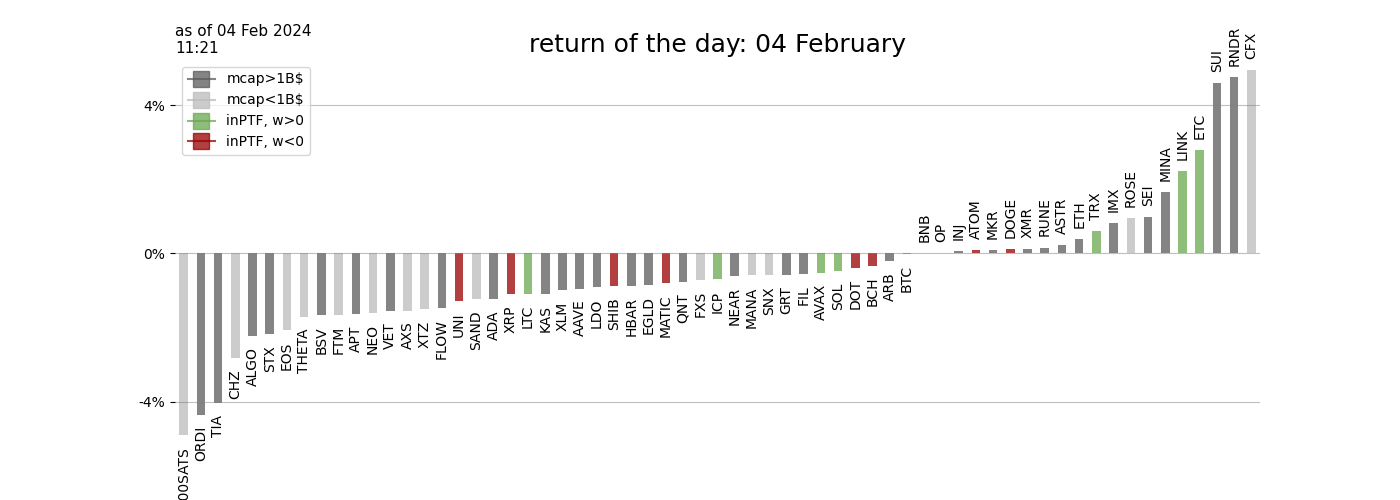 as of 04 Feb 2024
11:21
return of the day: 04 February
mcap>1B$
mcap<1B$
inPTF, w>0
inPTF, w<0
4%
0%
-4%
00SATS
ORDI
TIA
CHZ
ALGO
STX
EOS
THETA
BSV
FTM
APT
NEO
VET
AXS
XTZ
FLOW
UNI
SAND
ADA
XRP
LTC
KAS
XLM
AAVE
LDO
SHIB
HBAR
EGLD
MATIC
QNT
FXS
ICP
NEAR
MANA
SNX
GRT
FIL
AVAX
SOL
DOT
BCH
ARB
BTC
BNB
OP
INJ
ATOM
MKR
DOGE
XMR
RUNE
ASTR
ETH
TRX
IMX
ROSE
SEI
MINA
LINK
ETC
SUI
RNDR
CFX